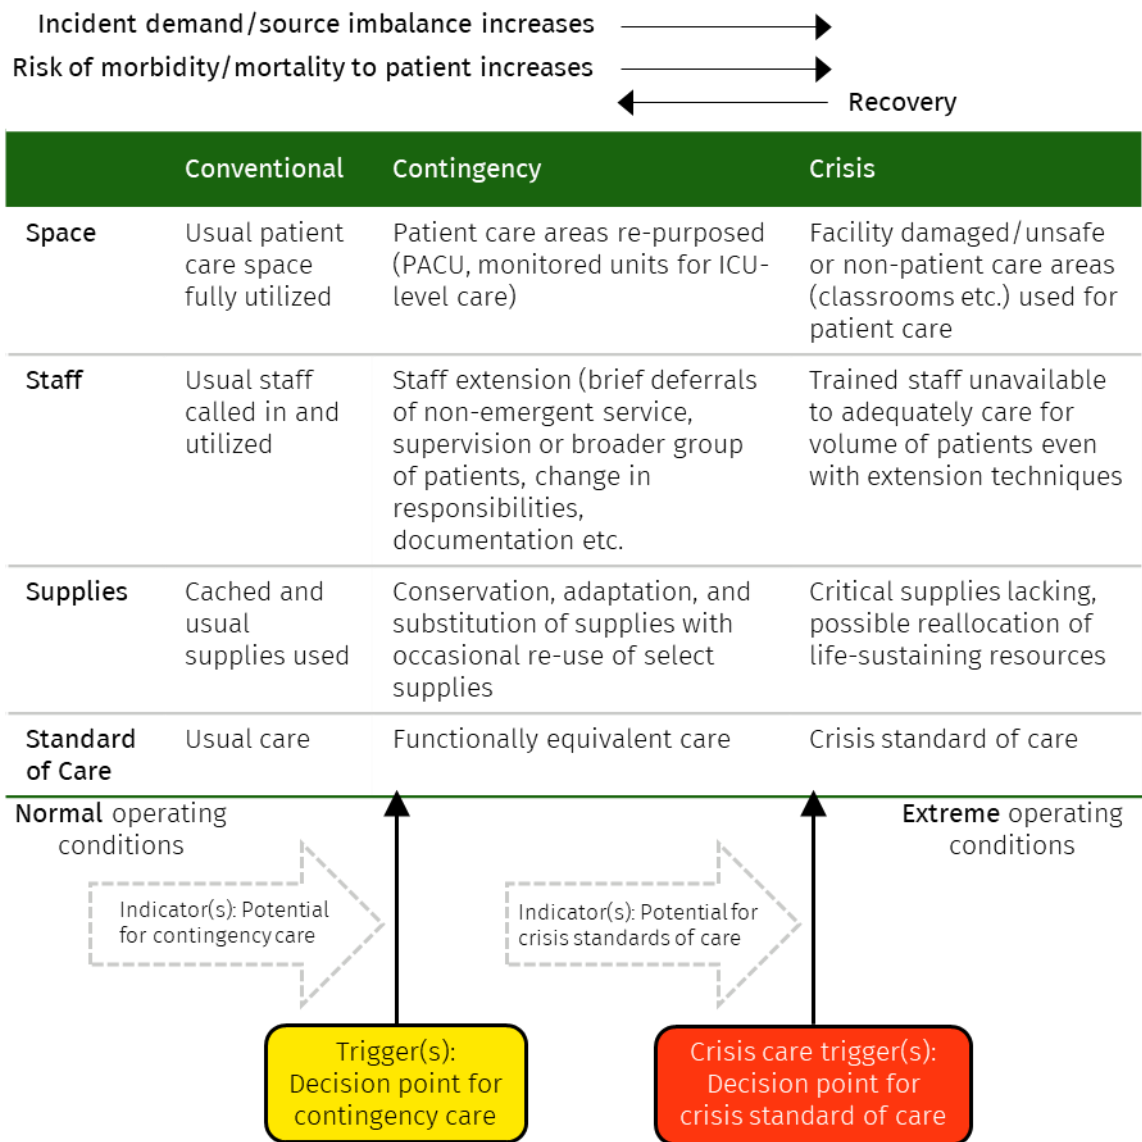 Incident demand/source imbalance increases
Risk of morbidity/mortality to patient increases
Recovery
Conventional
Contingency
Crisis
Space
Usual patient
care space
fully utilized
Patient care areas re-purposed
(PACU, monitored units for ICU-
level care)
Facility damaged/unsafe
or non-patient care areas
(classrooms etc.) used for
patient care
Staff
Usual staff
called in and
utilized
Staff extension (brief deferrals
of non-emergent service,
supervision or broader group
of patients, change in
responsibilities,
documentation etc.
Trained staff unavailable
to adequately care for
volume of patients even
with extension techniques
Supplies
Cached and
usual
supplies used
Conservation, adaptation, and
substitution of supplies with
occasional re-use of select
supplies
Critical supplies lacking,
possible reallocation of
life-sustaining resources
Standard
of Care
Usual care
Functionally equivalent care
Crisis standard of care
Normal operating
conditions
Extreme operating
conditions
Indicator(s): Potential
for contingency care
Indicator(s): Potential for
crisis standards of care
Trigger(s):
Decision point for
contingency care
Crisis care trigger(s):
Decision point for
crisis standard of care